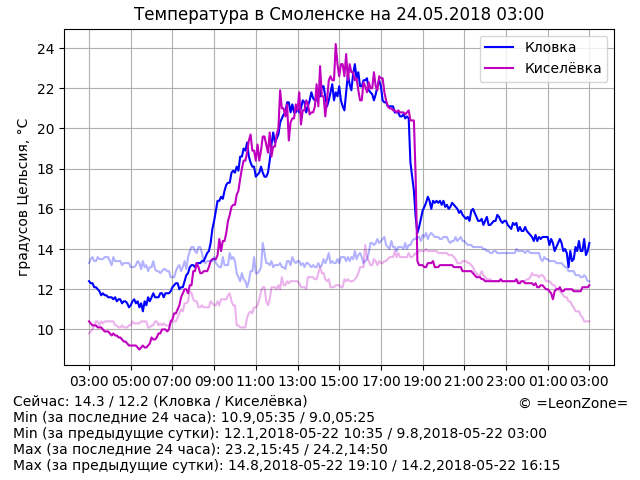 Температура в Смоленске на 24.05.2018 03:00
градусов Цельсия, °C
24
22
20
18
16
14
12
10
Кловка
Киселёвка
03:00 05:00 07:00 09:00 11:00 13:00 15:00 17:00 19:00 21:00 23:00 01:00 03:00
Сейчас: 14.3 / 12.2 (Кловка / Киселёвка)
© =LeonZone=
Min (за последние 24 часа): 10.9,05:35 / 9.0,05:25
Min (за предыдущие сутки): 12.1,2018-05-22 10:35 / 9.8,2018-05-22 03:00
Max (за последние 24 часа): 23.2,15:45 / 24.2,14:50
Max (за предыдущие сутки): 14.8,2018-05-22 19:10 / 14.2,2018-05-22 16:15